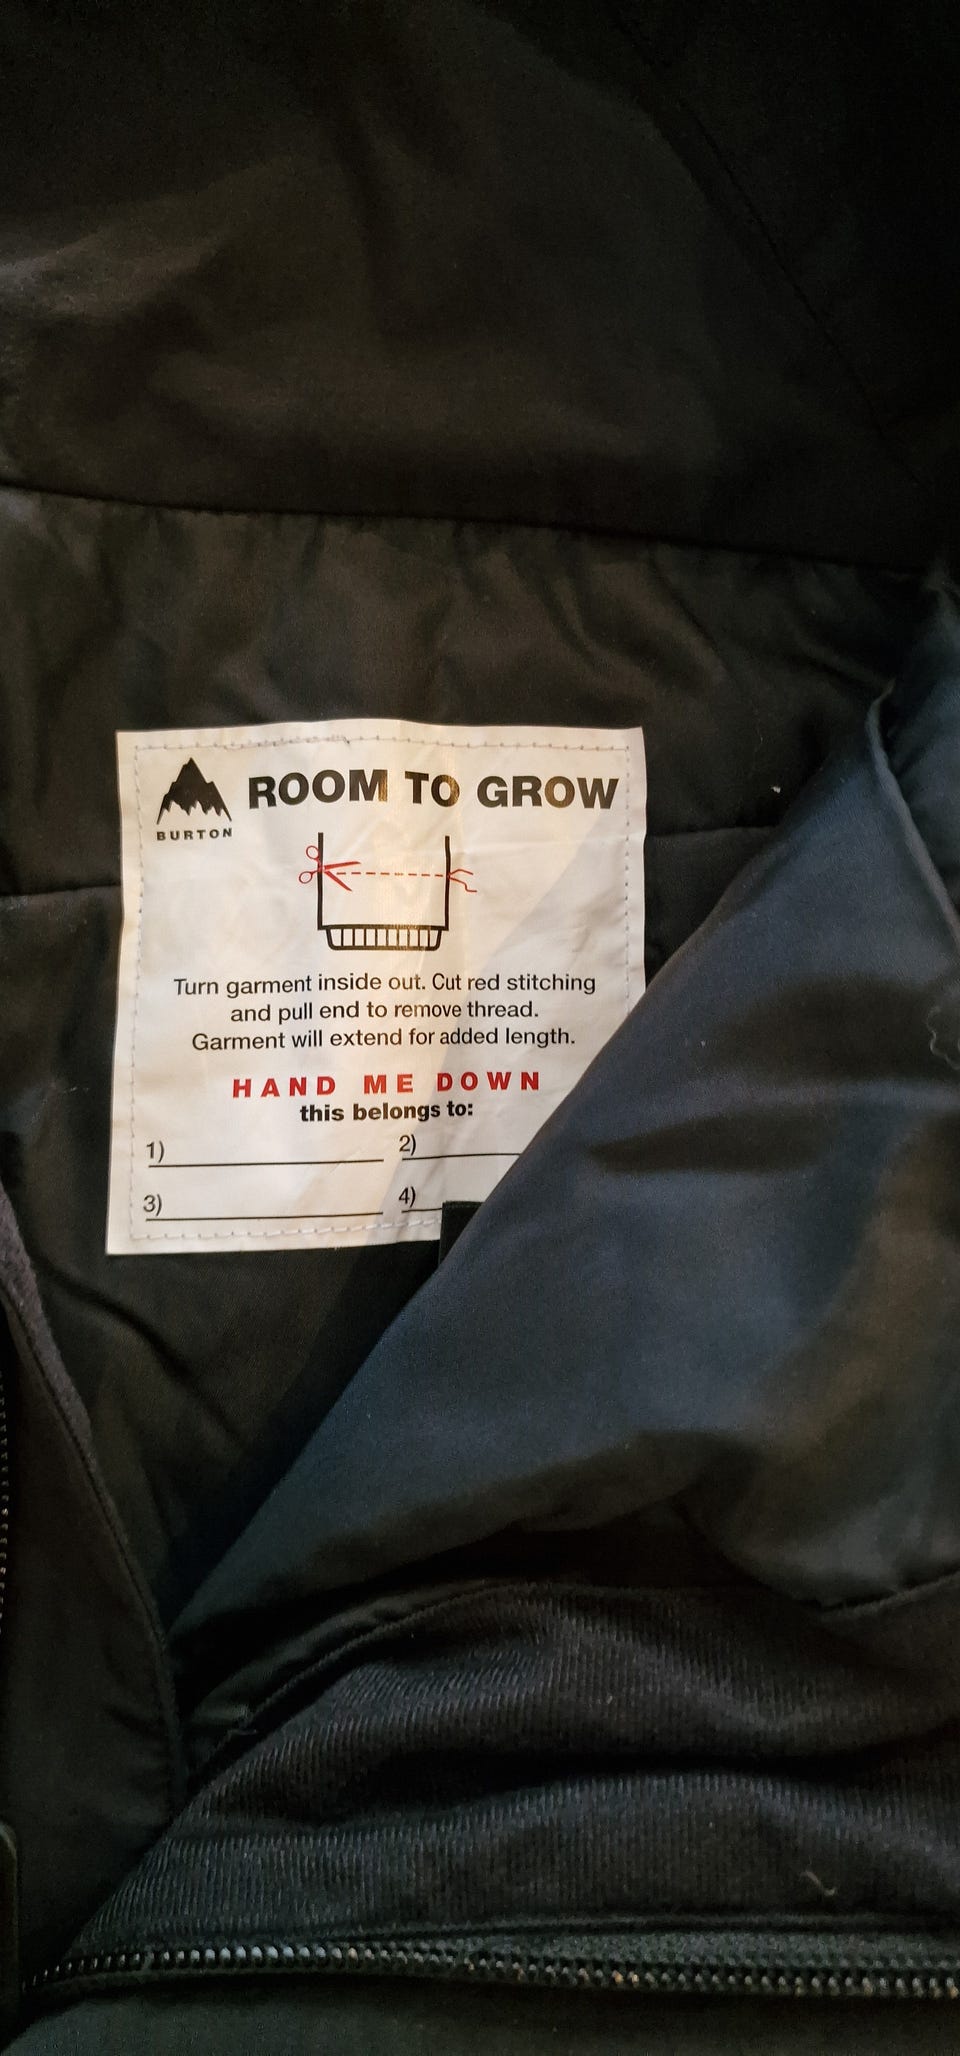 BURTON
ROOM TO GROW
Turn garment inside out. Cut red stitching
and pull end to remove thread.
Garment will extend for added length.
HAND ME DOWN
this belongs to:
1) 2)
3) 4)